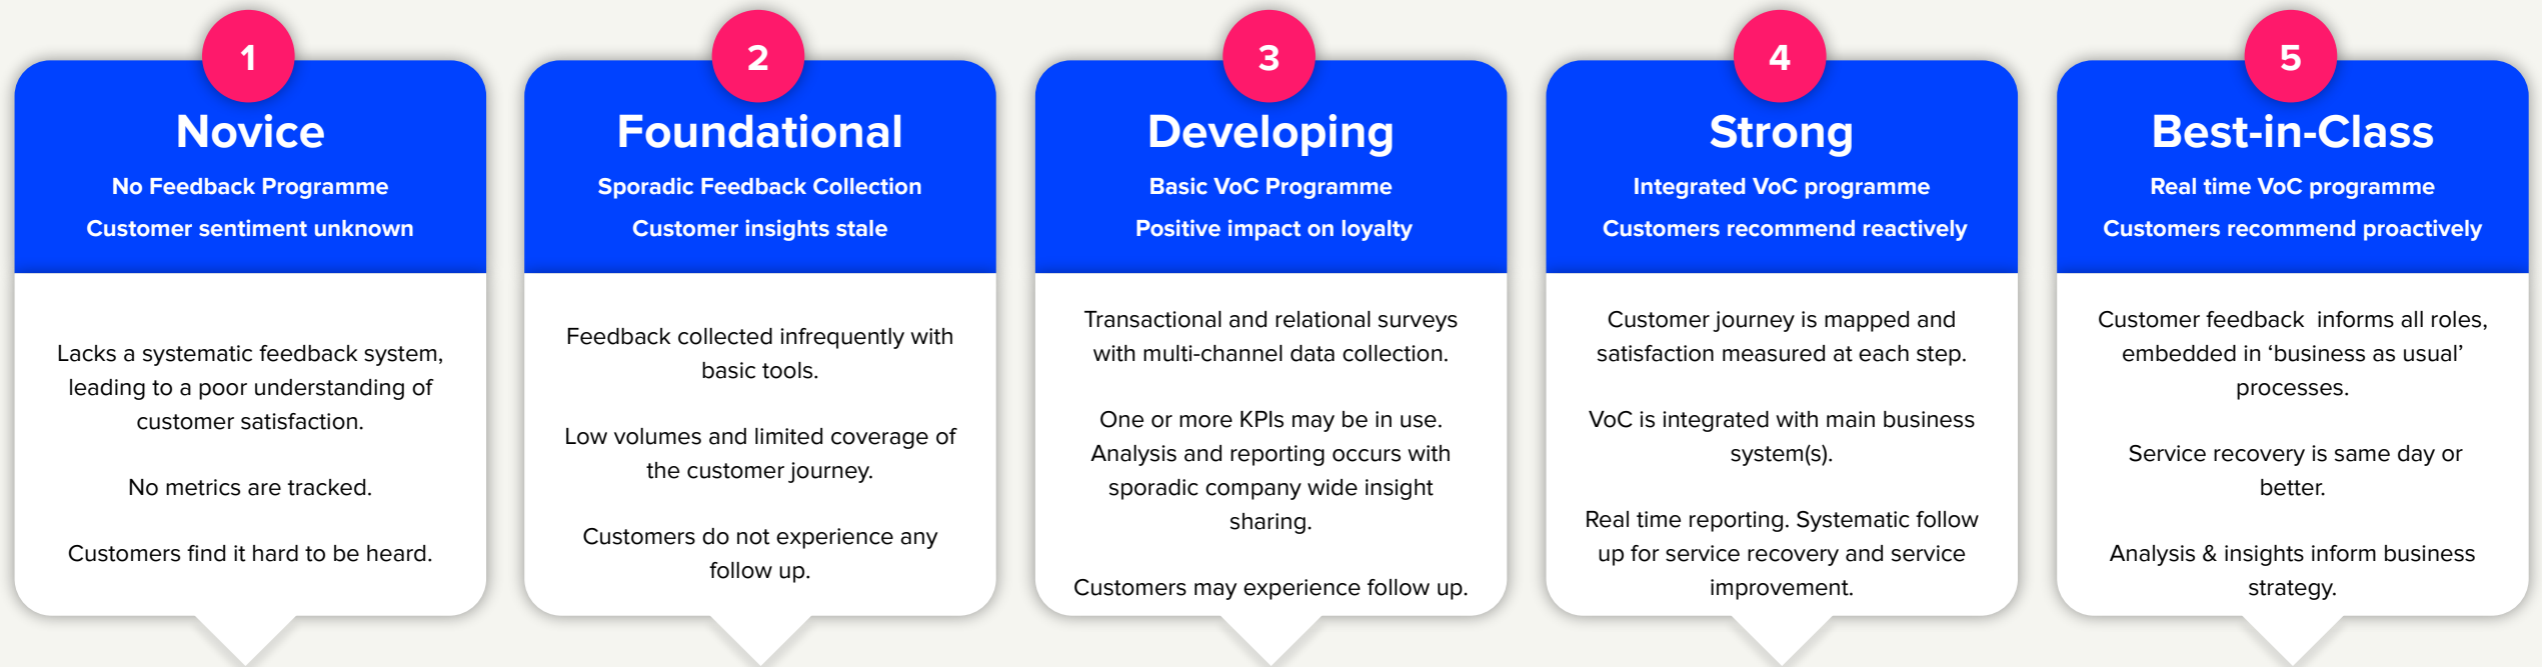 1
Novice
No Feedback Programme
Customer sentiment unknown
Lacks a systematic feedback system,
leading to a poor understanding of
customer satisfaction.
No metrics are tracked.
Customers find it hard to be heard.
2
Foundational
Sporadic Feedback Collection
Customer insights stale
Feedback collected infrequently with
basic tools.
Low volumes and limited coverage of
the customer journey.
Customers do not experience any
follow up.
3
Developing
Basic VoC Programme
Positive impact on loyalty
Transactional and relational surveys
with multi-channel data collection.
One or more KPIs may be in use.
Analysis and reporting occurs with
sporadic company wide insight
sharing.
Customers may experience follow up.
4
Strong
Integrated VoC programme
Customers recommend reactively
Customer journey is mapped and
satisfaction measured at each step.
VoC is integrated with main business
system(s).
Real time reporting. Systematic follow
up for service recovery and service
improvement.
5
Best-in-Class
Real time VoC programme
Customers recommend proactively
Customer feedback  informs all roles,
embedded in ‘business as usual’
processes.
Service recovery is same day or
better.
Analysis & insights inform business
strategy.